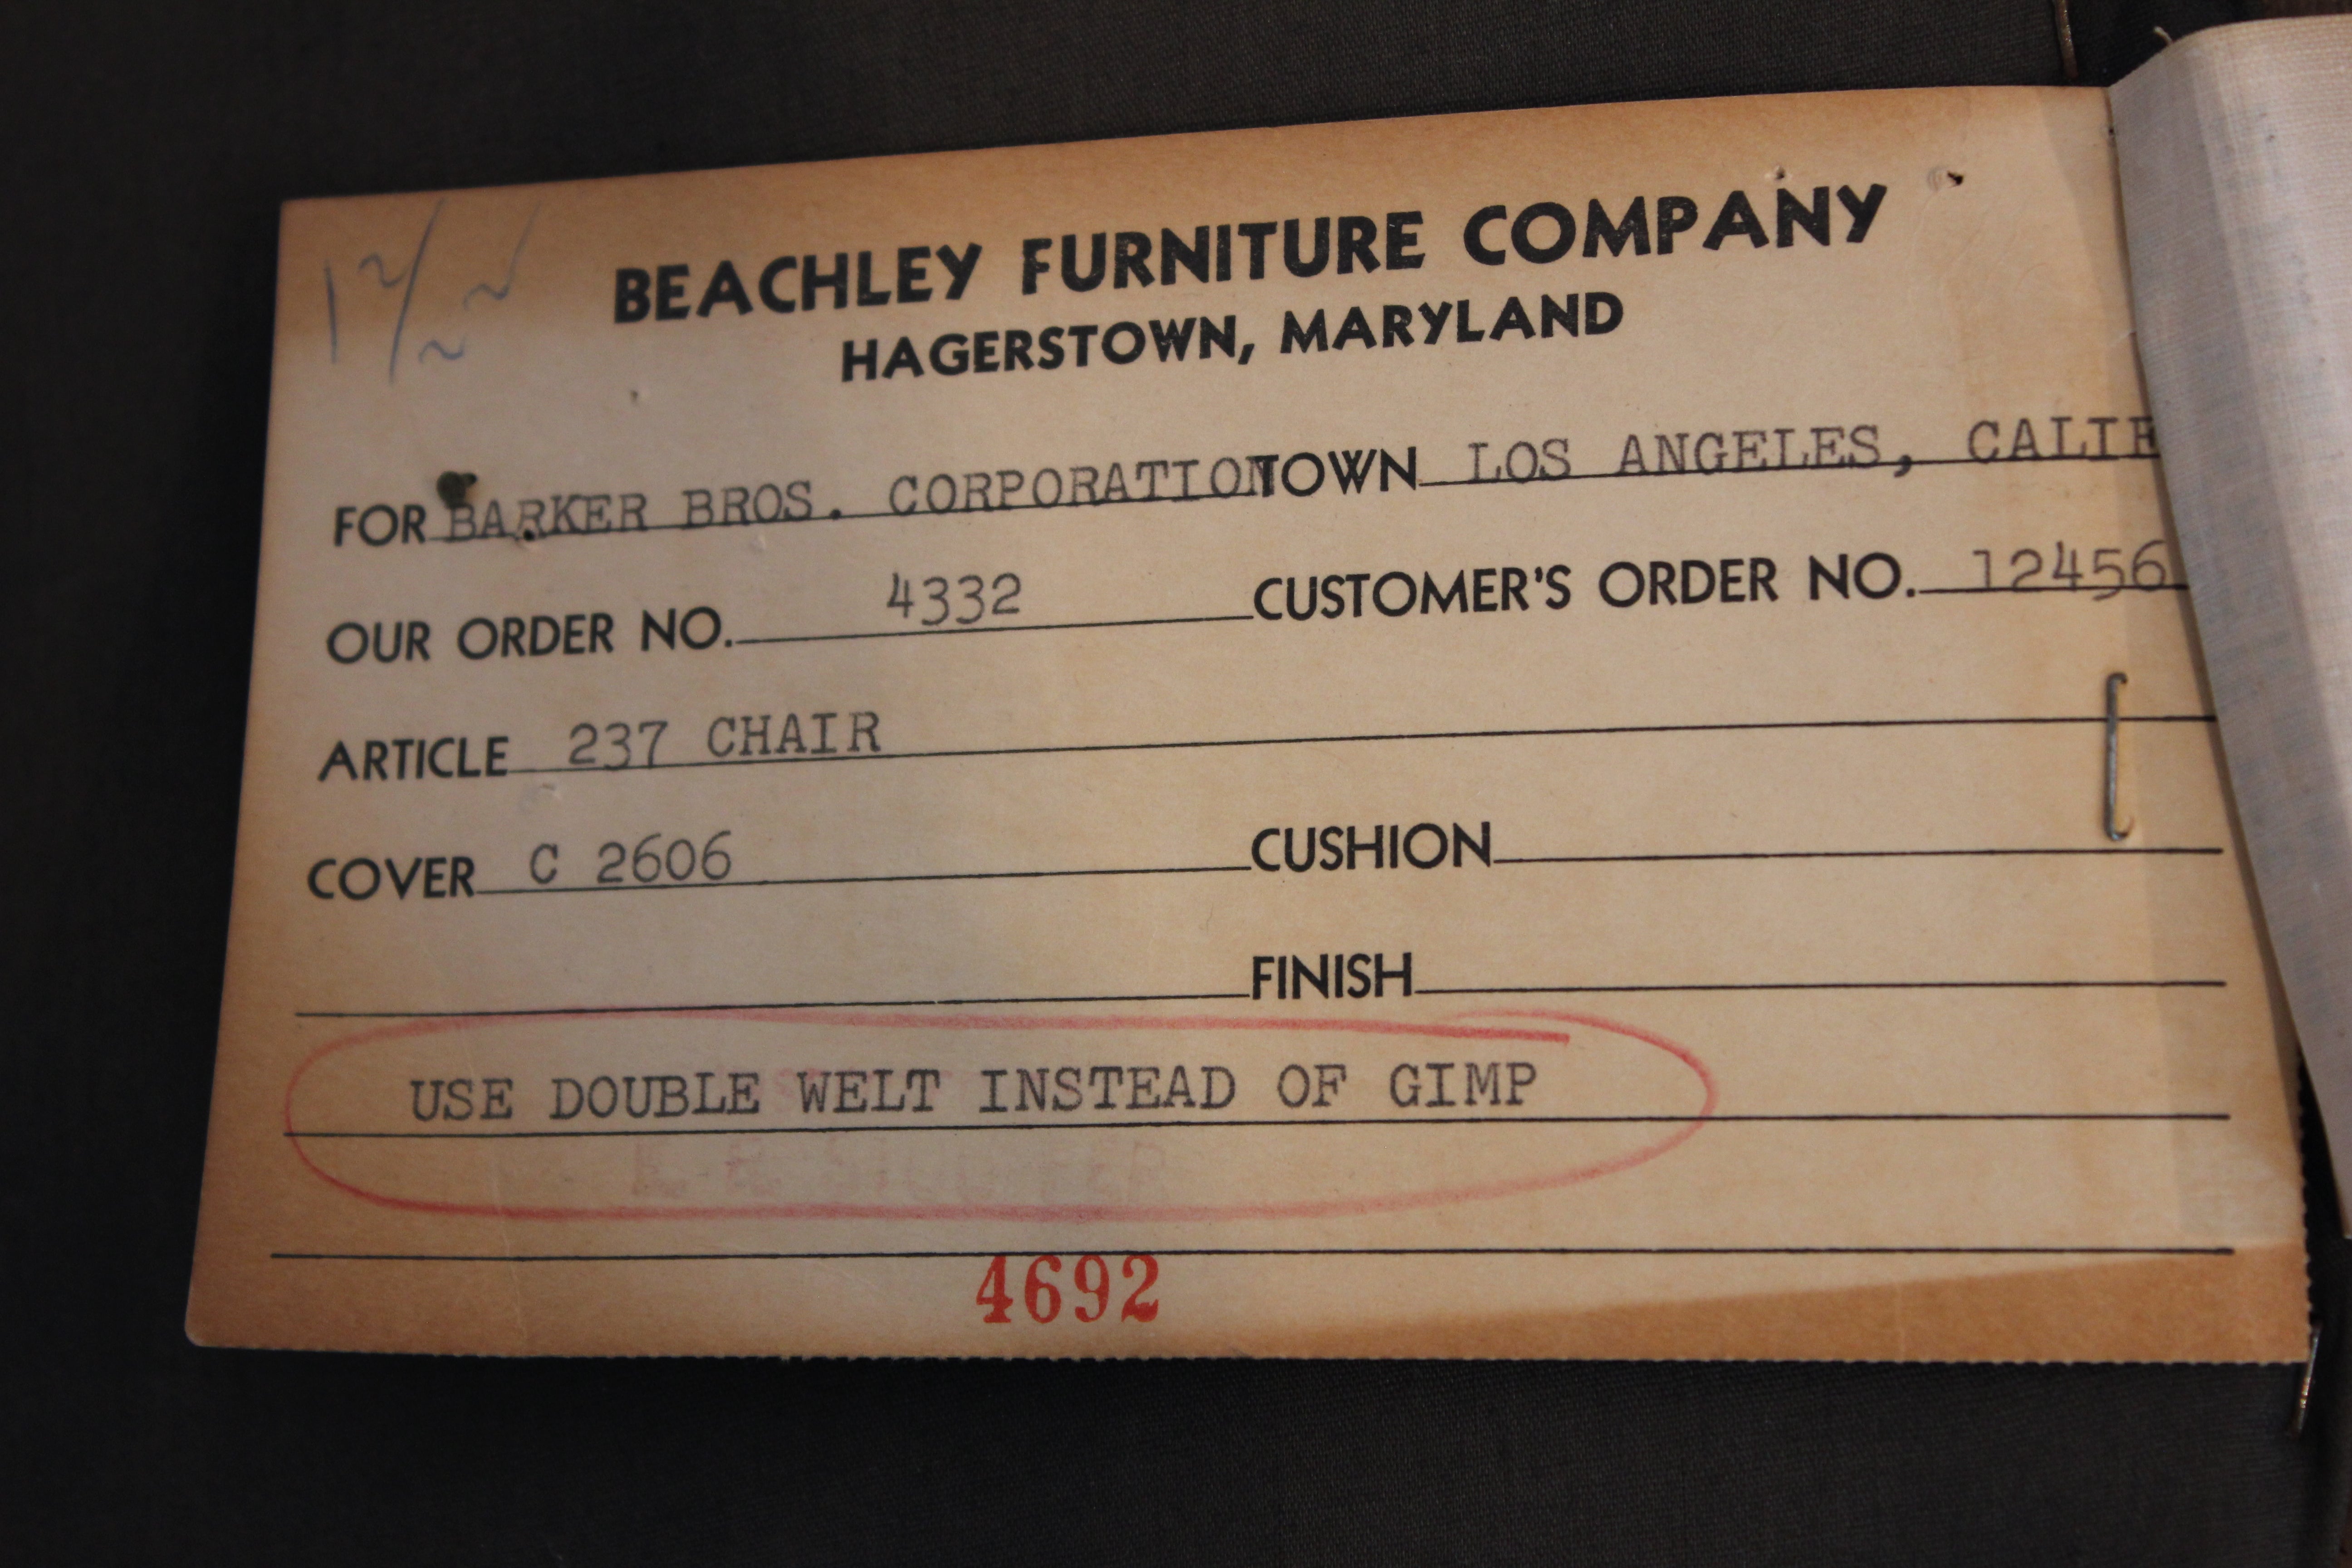 BEACHLEY FURNITURE COMPANY
HAGERSTOWN, MARYLAND
FOR BARKER BROS. CORPORATION TOWN LOS ANGELES, CALIF
OUR ORDER NO. 4332 CUSTOMER'S ORDER NO. 12456
ARTICLE 237 CHAIR
COVER C 2606 CUSHION
FINISH
USE DOUBLE WELT INSTEAD OF GIMP
4692